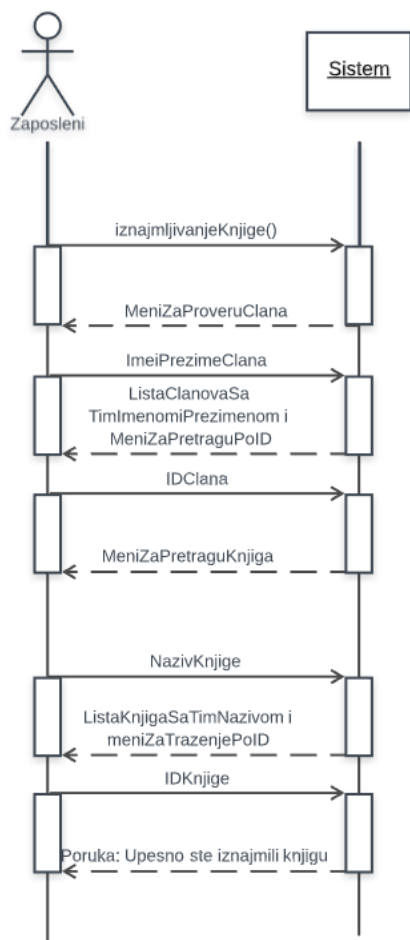 Sistem
Zaposleni
iznajmljivanjeKnjige()
MeniZaProveruClana
ImeiPrezimeClana
ListaClanovaSa
TimImenomiPrezimenom i
MeniZaPretraguPoID
IDClana
MeniZaPretraguKnjiga
NazivKnjige
ListaKnjigaSaTimNazivom i
meniZaTrazenjePoID
IDKnjige
Poruka: Upesno ste iznajmili knjigu